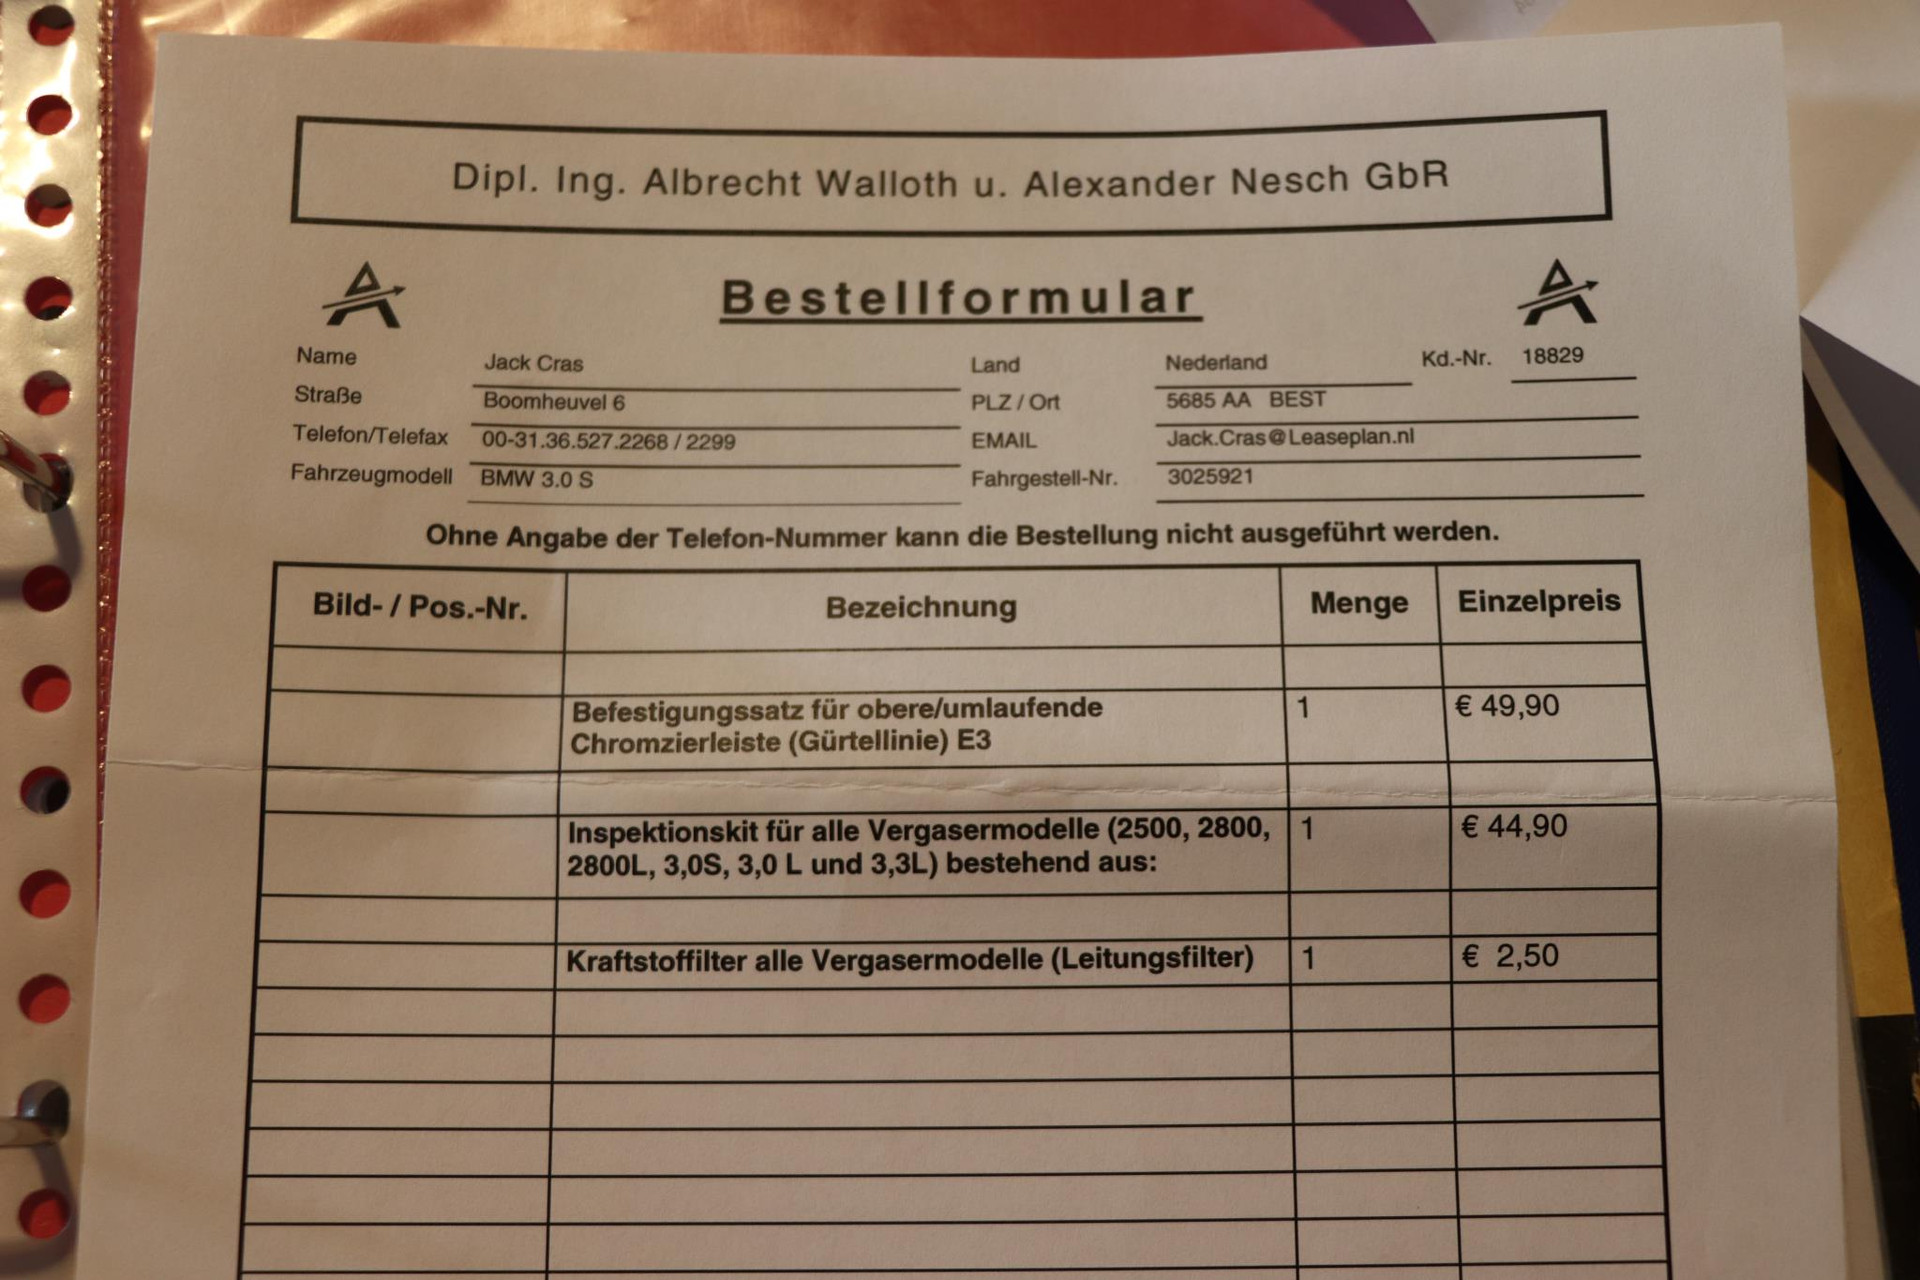 Dipl. Ing. Albrecht Walloth u. Alexander Nesch GbR
Bestellformular
Name Jack Cras Land Nederland Kd.-Nr. 18829
Straße Boomheuvel 6 PLZ / Ort 5685 AA BEST
Telefon/Telefax 00-31.36.527.2268 / 2299 EMAIL Jack.Cras@Leaseplan.nl
Fahrzeugmodell BMW 3.0 S Fahrgestell-Nr. 3025921
Ohne Angabe der Telefon-Nummer kann die Bestellung nicht ausgeführt werden.
Bild- / Pos.-Nr. Bezeichnung Menge Einzelpreis
Befestigungssatz für obere/umlaufende 1 € 49,90
Chromzierleiste (Gürtellinie) E3
Inspektionskit für alle Vergasermodelle (2500, 2800, 1 € 44,90
2800L, 3,0S, 3,0 L und 3,3L) bestehend aus:
Kraftstoffilter alle Vergasermodelle (Leitungsfilter) 1 € 2,50